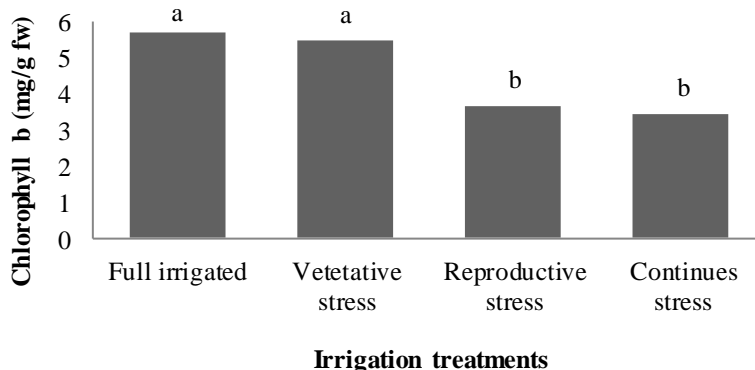 Chlorophyll b (mg/g fw)
6
5
4
3
2
1
0
a
a
b
b
Full irrigated
Vetetative
stress
Reproductive
stress
Continues
stress
Irrigation treatments